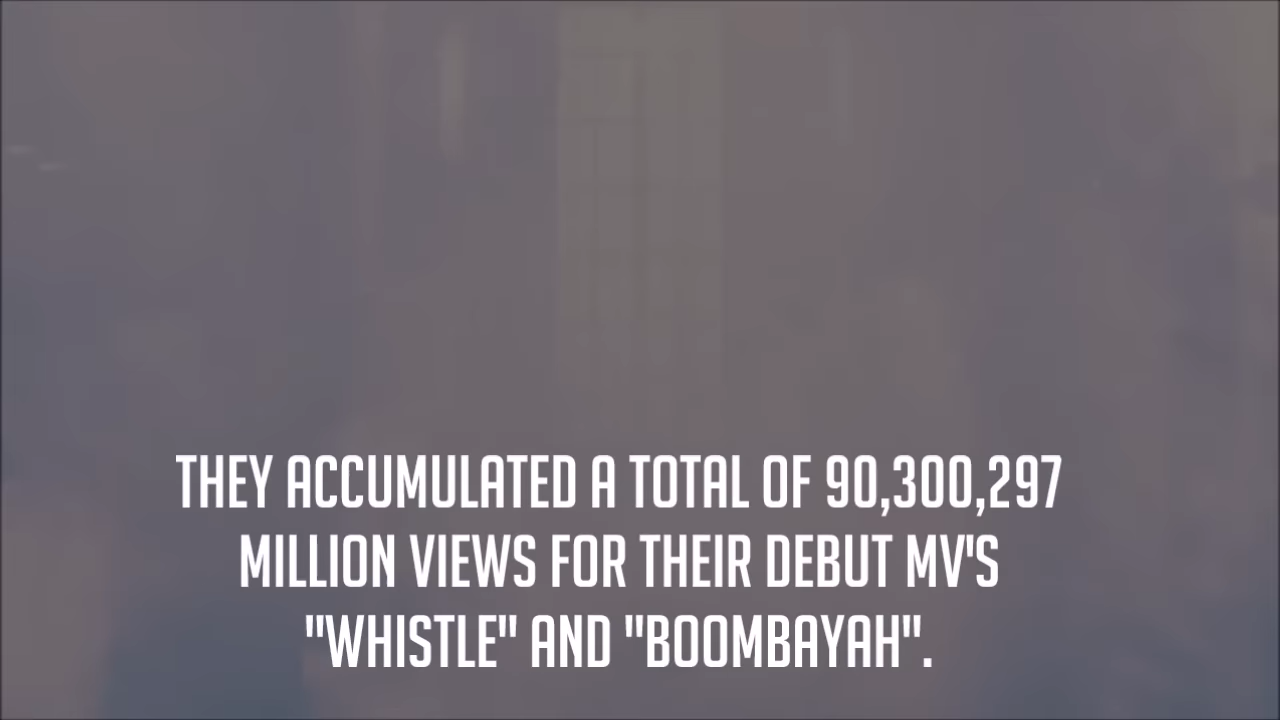 THEY ACCUMULATED A TOTAL OF 90,300,297
MILLION VIEWS FOR THEIR DEBUT MV'S
"WHISTLE" AND "BOOMBAYAH".